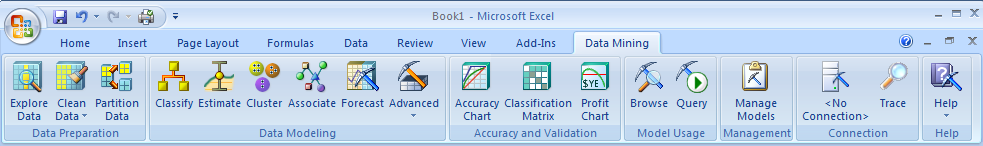 Book1 - Microsoft Excel
Home Insert Page Layout Formulas Data Review View Add-Ins Data Mining
Explore Data
Clean Data
Partition Data
Data Preparation
Classify Estimate Cluster Associate Forecast Advanced
Data Modeling
Accuracy Chart
Classification Matrix
$YE
Profit Chart
Accuracy and Validation
Browse Query
Model Usage
Manage Models
Management
<No Connection>
Trace
Connection
Help
Help